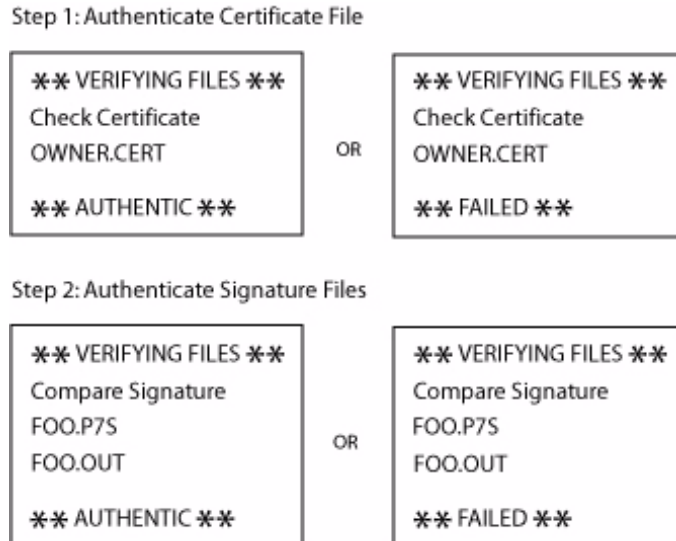 Step 1: Authenticate Certificate File
** VERIFYING FILES **
Check Certificate
OWNER.CERT
** AUTHENTIC **
OR
** VERIFYING FILES **
Check Certificate
OWNER.CERT
** FAILED **
Step 2: Authenticate Signature Files
** VERIFYING FILES **
Compare Signature
FOO.P7S
FOO.OUT
** AUTHENTIC **
OR
** VERIFYING FILES **
Compare Signature
FOO.P7S
FOO.OUT
** FAILED **